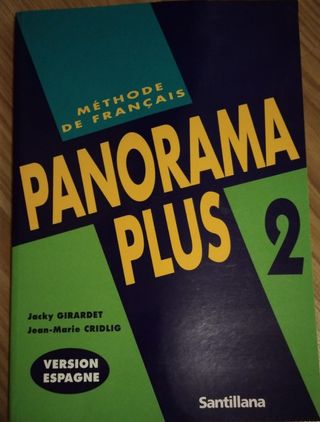 MÉTHODE
DE FRANÇAIS
PANORAMA
PLUS 2
Jacky GIRARDET
Jean-Marie CRIDLIG
VERSION
ESPAGNE
Santillana